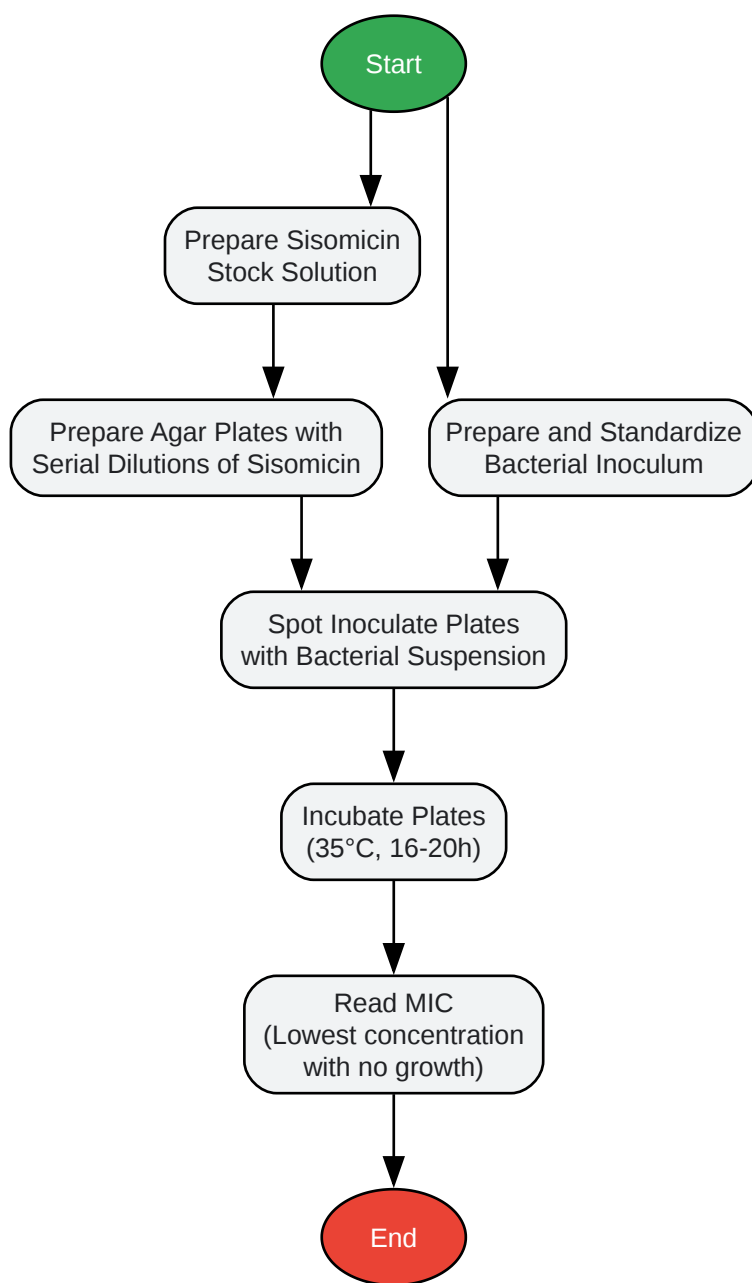 Start
Prepare Sisomicin
Stock Solution
Prepare Agar Plates with
Serial Dilutions of Sisomicin
Prepare and Standardize
Bacterial Inoculum
Spot Inoculate Plates
with Bacterial Suspension
Incubate Plates
(35°C, 16-20h)
Read MIC
(Lowest concentration
with no growth)
End